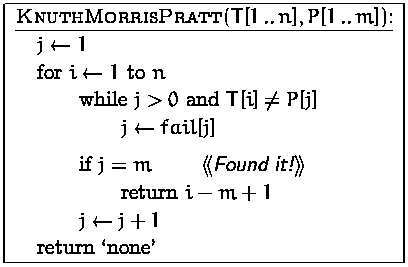 KNUTHMORRISPRATT(T[1 .. n], P[1 .. m]):
j ← 1
for i ← 1 to n
while j > 0 and T[i] ≠ P[j]
j ← fail[j]
if j = m ⟨⟨Found it!⟩⟩
return i − m + 1
j ← j + 1
return ‘none’